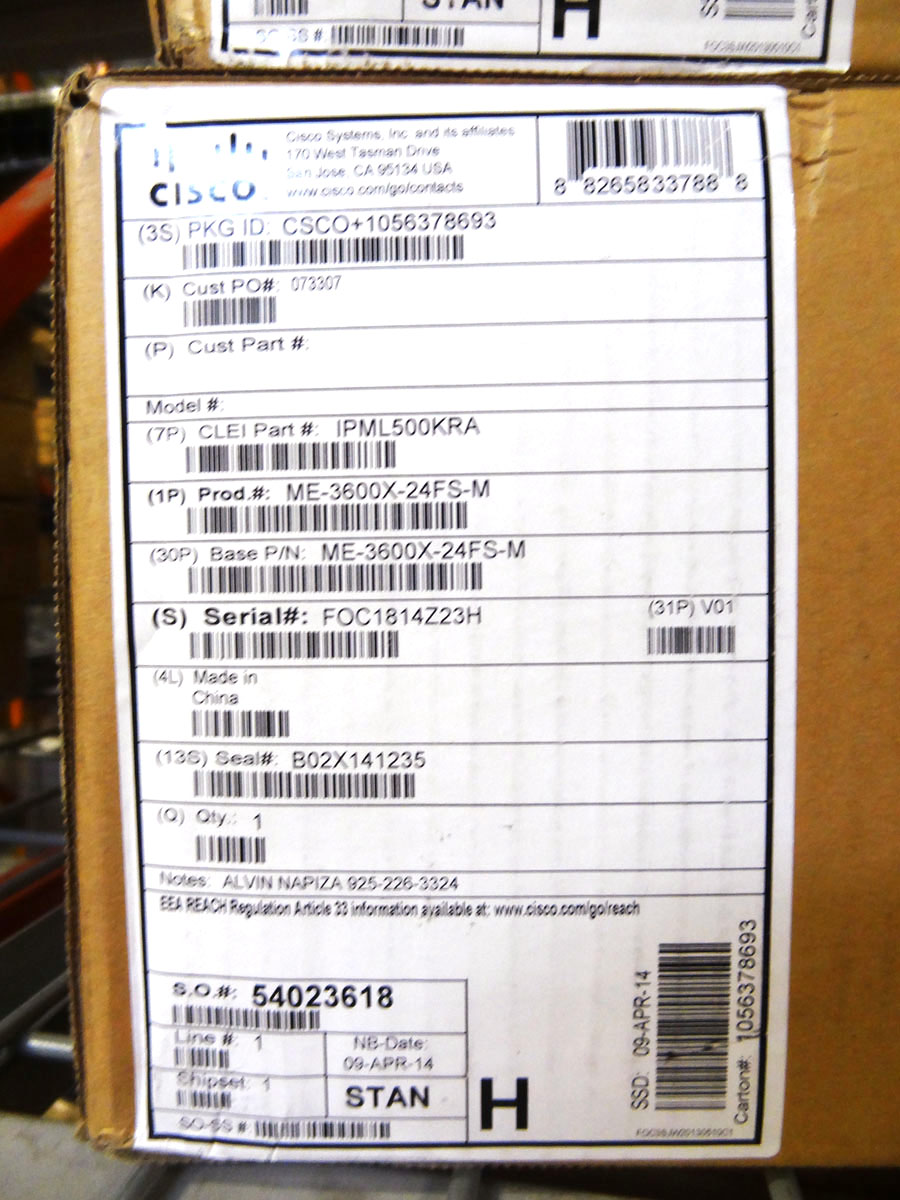 STAN
H
SO-SS #
Cisco Systems, Inc. and its affiliates
170 West Tasman Drive
San Jose, CA 95134 USA
www.cisco.com/go/contacts
CISCO
8 82658337 88 8
(3S) PKG ID: CSCO+1056378693
(K) Cust PO#: 073307
(P) Cust Part #:
Model #:
(7P) CLEI Part #: IPML500KRA
(1P) Prod.#: ME-3600X-24FS-M
(30P) Base P/N: ME-3600X-24FS-M
(S) Serial#: FOC1814Z23H
(31P) V01
(4L) Made in
China
(13S) Seal#: B02X141235
(Q) Qty.: 1
Notes: ALVIN NAPIZA 925-226-3324
EEA REACH Regulation Article 33 information available at: www.cisco.com/go/reach
S.O.#: 54023618
Line #: 1
NB-Date:
09-APR-14
Shipset: 1
STAN
SO-SS #
H
SSD: 09-APR-14
Carton#: 1056378693